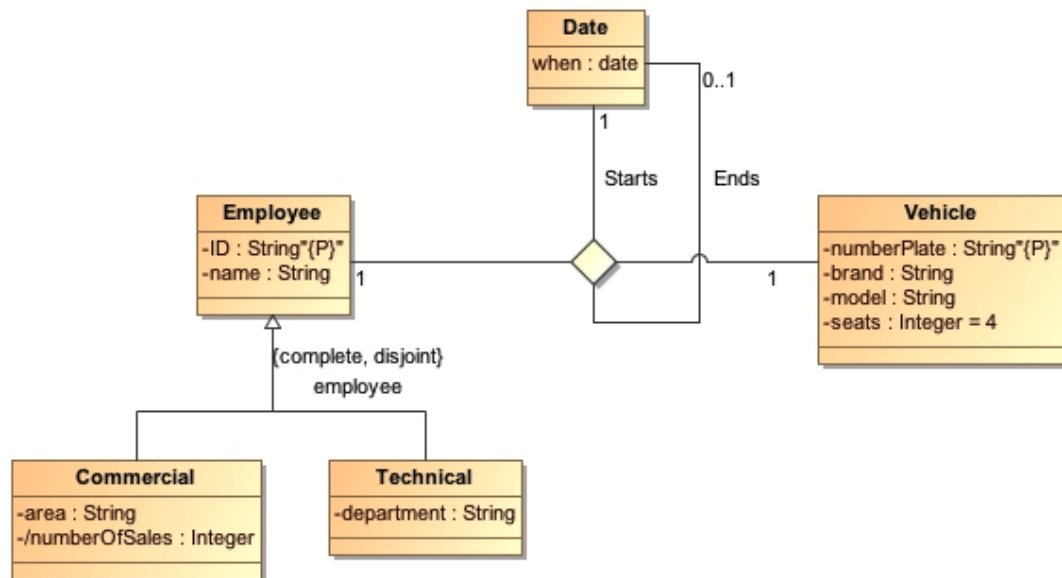 Date
when : date
0..1
1
Starts
Ends
Employee
-ID : String"{P}"
-name : String
1
Vehicle
-numberPlate : String"{P}"
-brand : String
-model : String
-seats : Integer = 4
1
{complete, disjoint}
employee
Commercial
-area : String
-/numberOfSales : Integer
Technical
-department : String